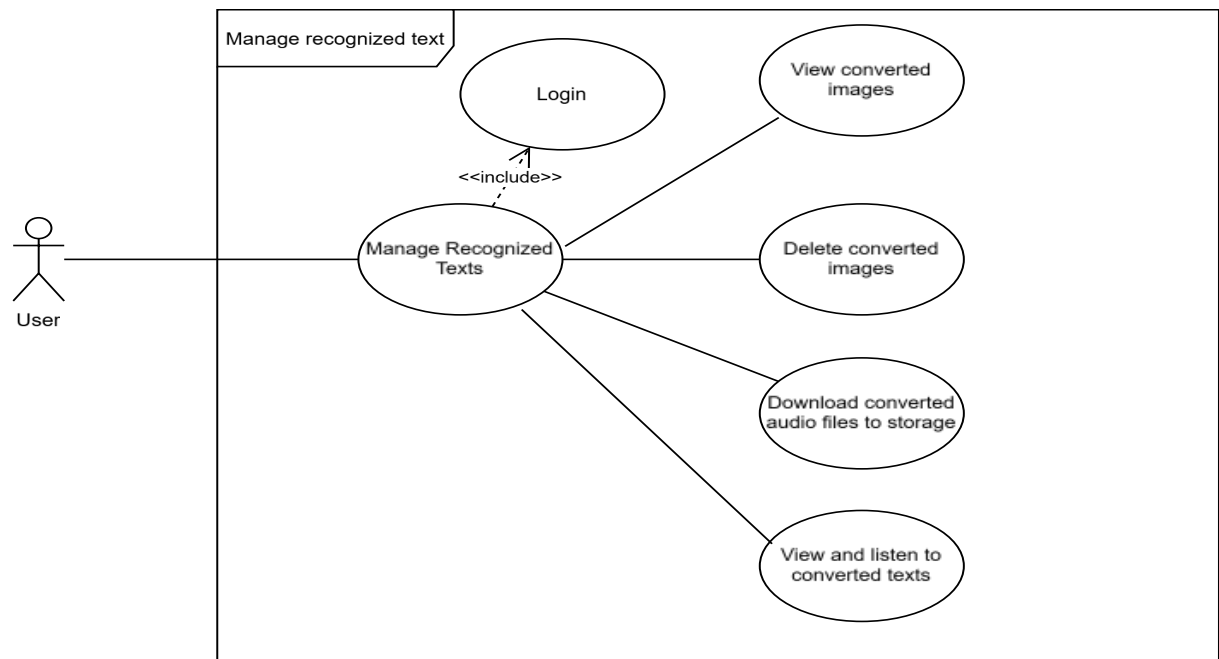 Manage recognized text
Login
View converted
images
<<include>>
Manage Recognized
Texts
Delete converted
images
User
Download converted
audio files to storage
View and listen to
converted texts